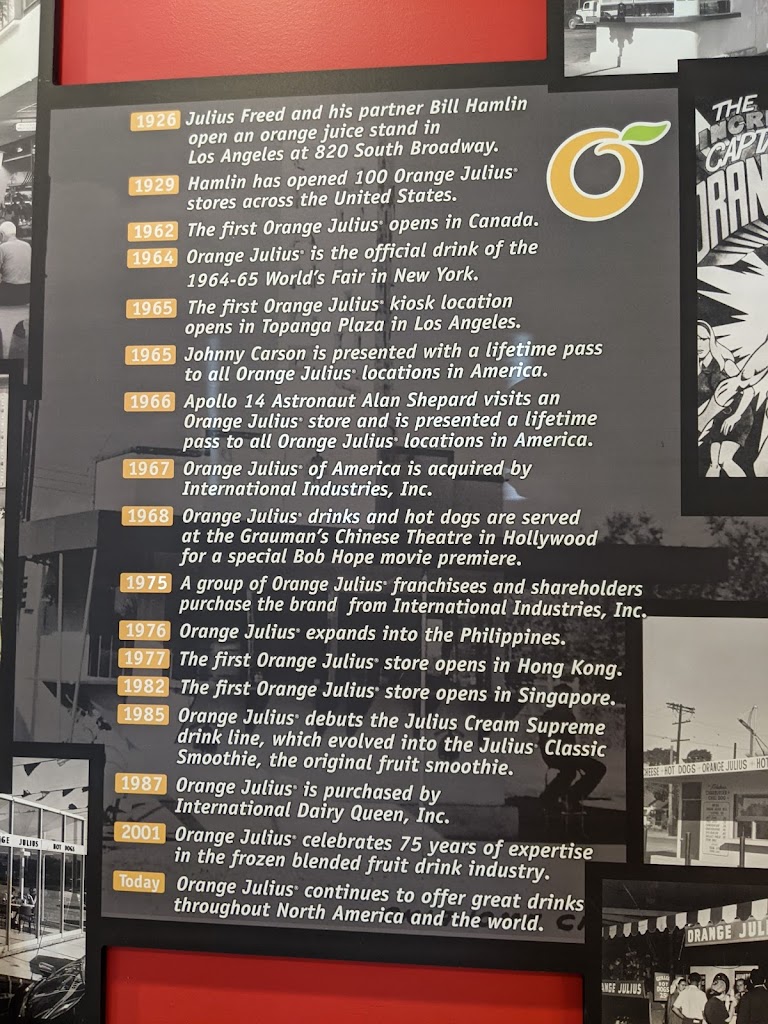 1926 Julius Freed and his partner Bill Hamlin
open an orange juice stand in
Los Angeles at 820 South Broadway.
1929 Hamlin has opened 100 Orange Julius®
stores across the United States.
1962 The first Orange Julius® opens in Canada.
1964 Orange Julius® is the official drink of the
1964-65 World's Fair in New York.
1965 The first Orange Julius® kiosk location
opens in Topanga Plaza in Los Angeles.
1965 Johnny Carson is presented with a lifetime pass
to all Orange Julius® locations in America.
1966 Apollo 14 Astronaut Alan Shepard visits an
Orange Julius® store and is presented a lifetime
pass to all Orange Julius® locations in America.
1967 Orange Julius® of America is acquired by
International Industries, Inc.
1968 Orange Julius® drinks and hot dogs are served
at the Grauman's Chinese Theatre in Hollywood
for a special Bob Hope movie premiere.
1975 A group of Orange Julius® franchisees and shareholders
purchase the brand from International Industries, Inc.
1976 Orange Julius® expands into the Philippines.
1977 The first Orange Julius® store opens in Hong Kong.
1982 The first Orange Julius® store opens in Singapore.
1985 Orange Julius® debuts the Julius Cream Supreme
drink line, which evolved into the Julius® Classic
Smoothie, the original fruit smoothie.
1987 Orange Julius® is purchased by
International Dairy Queen, Inc.
2001 Orange Julius® celebrates 75 years of expertise
in the frozen blended fruit drink industry.
Today Orange Julius® continues to offer great drinks
throughout North America and the world.
THE
INCR
CAPTA
ORAN
CHEESE • HOT DOGS • ORANGE JULIUS • HOT
GE JULIUS HOT DOGS
ORANGE JULI
NGE JULIUS